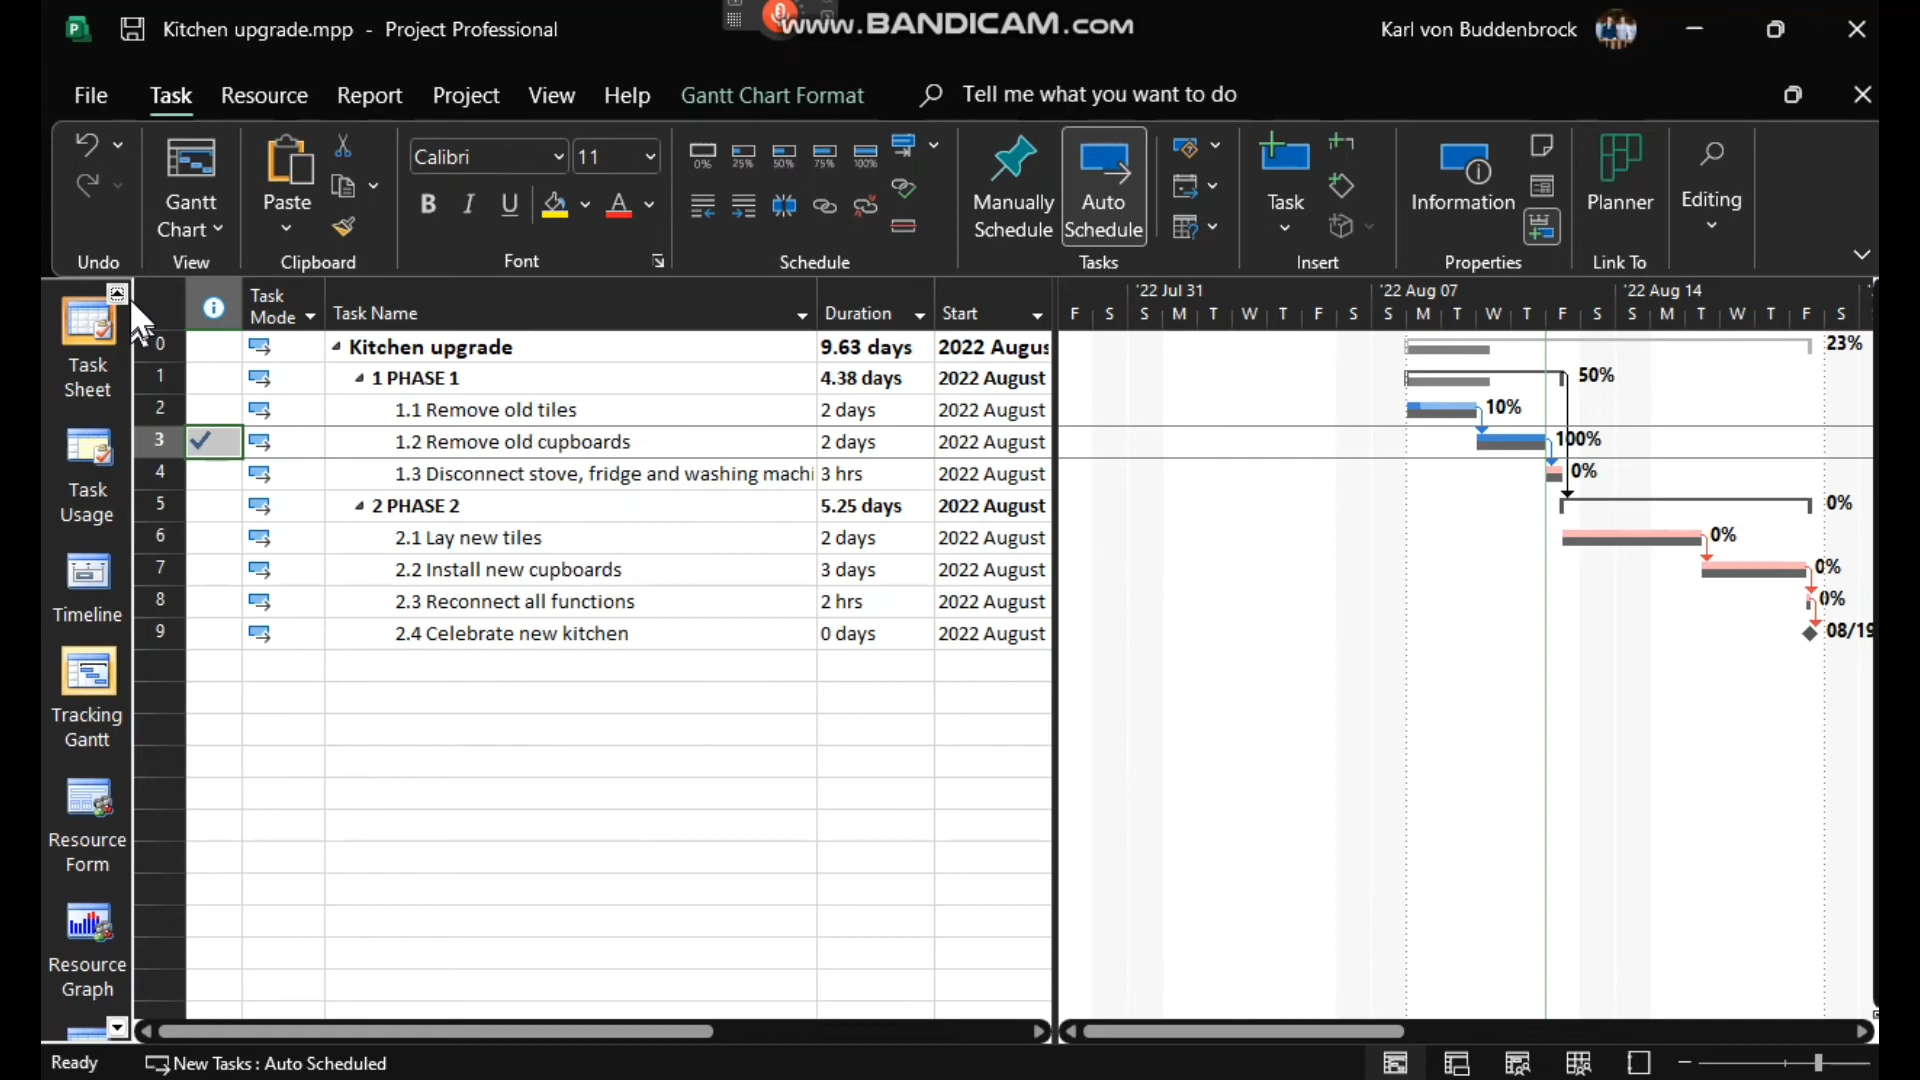 Kitchen upgrade.mpp - Project Professional
www.BANDICAM.com
Karl von Buddenbrock
File Task Resource Report Project View Help Gantt Chart Format Tell me what you want to do
Calibri 11
0% 25% 50% 75% 100%
Gantt Chart
Paste
B I U A
Manually Schedule
Auto Schedule
Task
Information
Planner
Editing
Undo View Clipboard Font Schedule Tasks Insert Properties Link To
Task Sheet
Task Usage
Timeline
Tracking Gantt
Resource Form
Resource Graph
Task Mode Task Name Duration Start
'22 Jul 31 '22 Aug 07 '22 Aug 14
F S S M T W T F S S M T W T F S S M T W T F S
0 Kitchen upgrade 9.63 days 2022 Augus 23%
1 1 PHASE 1 4.38 days 2022 August 50%
2 1.1 Remove old tiles 2 days 2022 August 10%
3 1.2 Remove old cupboards 2 days 2022 August 100%
4 1.3 Disconnect stove, fridge and washing machi 3 hrs 2022 August 0%
5 2 PHASE 2 5.25 days 2022 August 0%
6 2.1 Lay new tiles 2 days 2022 August 0%
7 2.2 Install new cupboards 3 days 2022 August 0%
8 2.3 Reconnect all functions 2 hrs 2022 August 0%
9 2.4 Celebrate new kitchen 0 days 2022 August 08/19
Ready New Tasks : Auto Scheduled